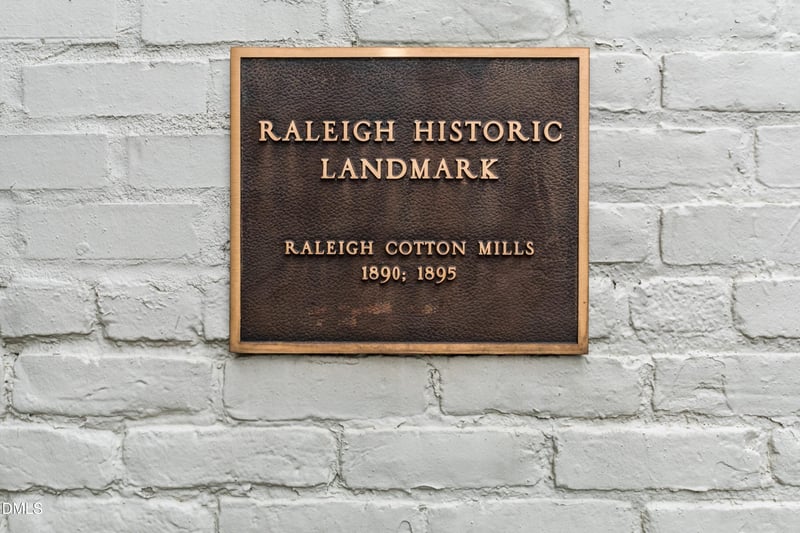 RALEIGH HISTORIC
LANDMARK
RALEIGH COTTON MILLS
1890; 1895
DMLS